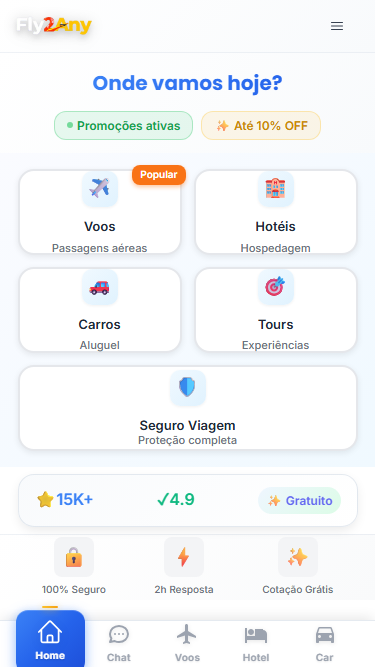 Fly2Any
Onde vamos hoje?
Promoções ativas
Até 10% OFF
Popular
Voos
Passagens aéreas
Hotéis
Hospedagem
Carros
Aluguel
Tours
Experiências
Seguro Viagem
Proteção completa
15K+
✓4.9
Gratuito
100% Seguro
2h Resposta
Cotação Grátis
Home
Chat
Voos
Hotel
Car